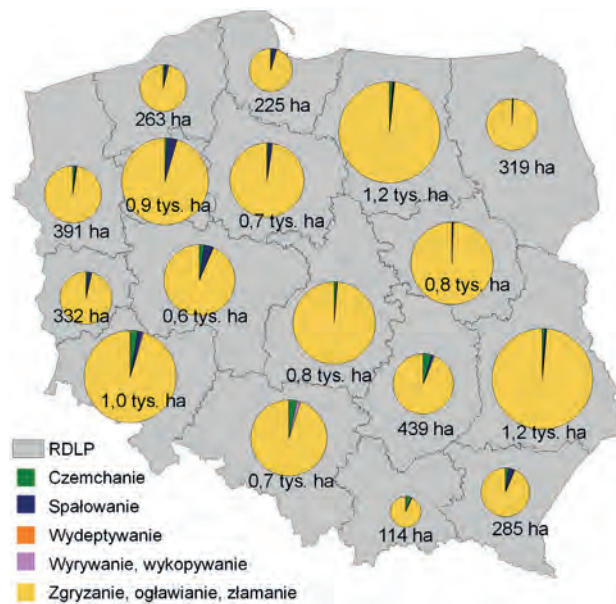 225 ha
263 ha
319 ha
1,2 tys. ha
0,9 tys. ha
0,7 tys. ha
391 ha
0,8 tys. ha
332 ha
0,6 tys. ha
0,8 tys. ha
1,0 tys. ha
439 ha
1,2 tys. ha
0,7 tys. ha
114 ha
285 ha
RDLP
Czemchanie
Spałowanie
Wydeptywanie
Wyrywanie, wykopywanie
Zgryzanie, ogławianie, złamanie